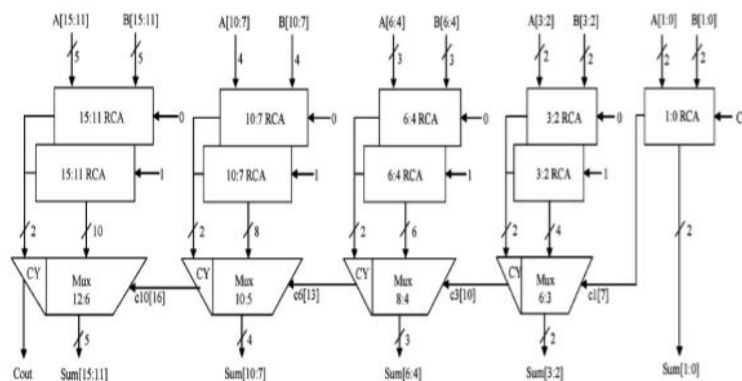 A[15:11] B[15:11] A[10:7] B[10:7] A[6:4] B[6:4] A[3:2] B[3:2] A[1:0] B[1:0]
5 5 4 4 3 3 2 2 2 2
15:11 RCA 0 10:7 RCA 0 6:4 RCA 0 3:2 RCA 0 1:0 RCA C
15:11 RCA 1 10:7 RCA 1 6:4 RCA 1 3:2 RCA 1
2 10 2 8 2 6 2 4 2
CY Mux 12:6 c10[16] CY Mux 10:5 c6[13] CY Mux 8:4 c3[10] CY Mux 6:3 c1[7]
5 4 3 2
Cout Sum[15:11] Sum[10:7] Sum[6:4] Sum[3:2] Sum[1:0]